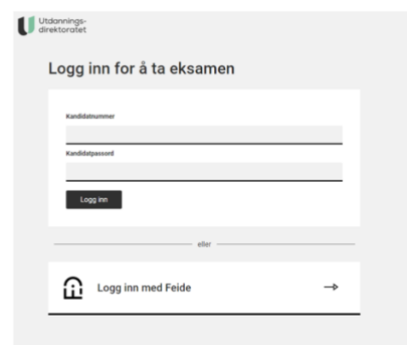 Utdannings-
direktoratet
Logg inn for å ta eksamen
Kandidatnummer
Kandidatpassord
Logg inn
eller
Logg inn med Feide